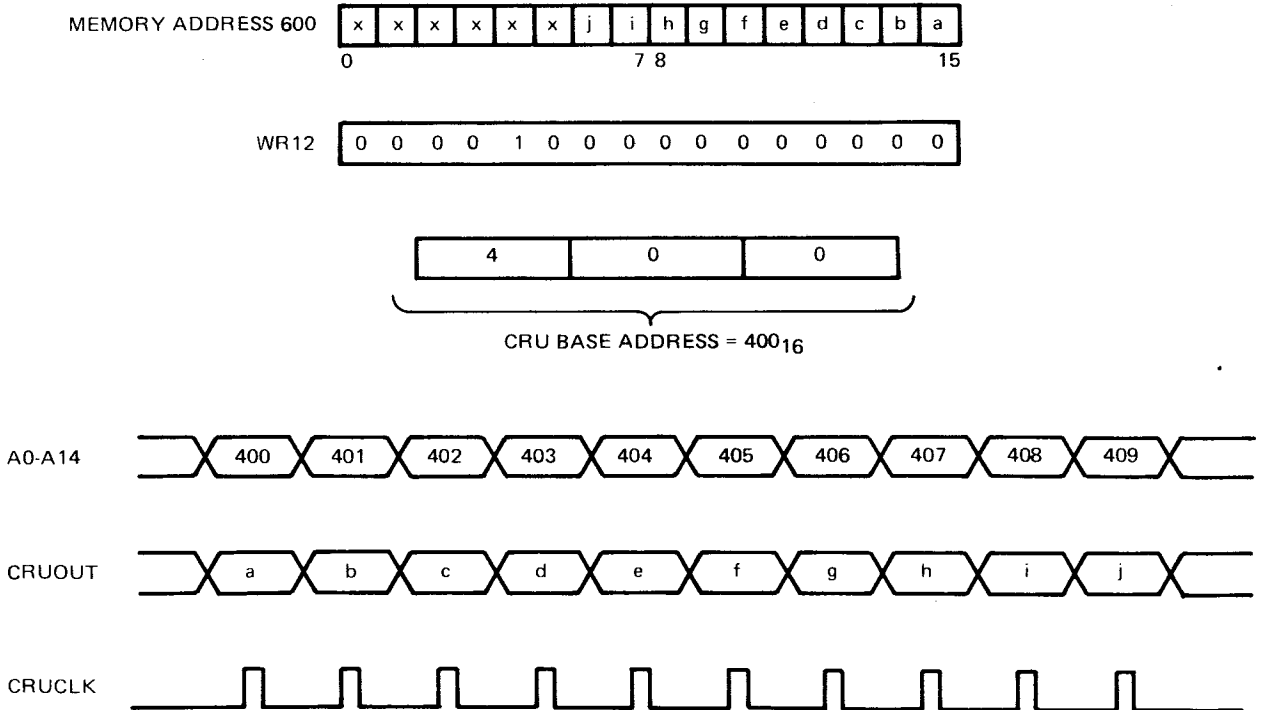 MEMORY ADDRESS 600 x x x x x x j i h g f e d c b a
0 7 8 15
WR12 0 0 0 0 1 0 0 0 0 0 0 0 0 0 0 0
4 0 0
CRU BASE ADDRESS = 400₁₆
A0-A14 400 401 402 403 404 405 406 407 408 409
CRUOUT a b c d e f g h i j
CRUCLK